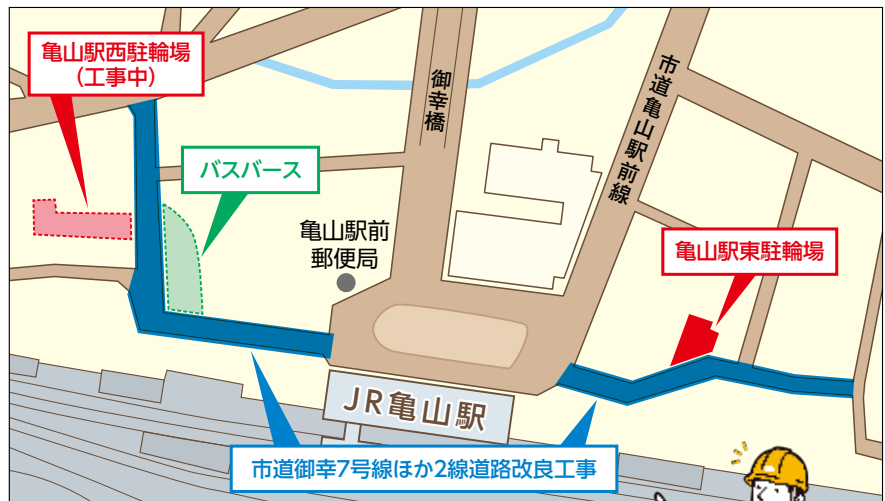 亀山駅西駐輪場
（工事中）
御幸橋
市道亀山駅前線
バスバース
亀山駅前
郵便局
亀山駅東駐輪場
JR亀山駅
市道御幸7号線ほか2線道路改良工事